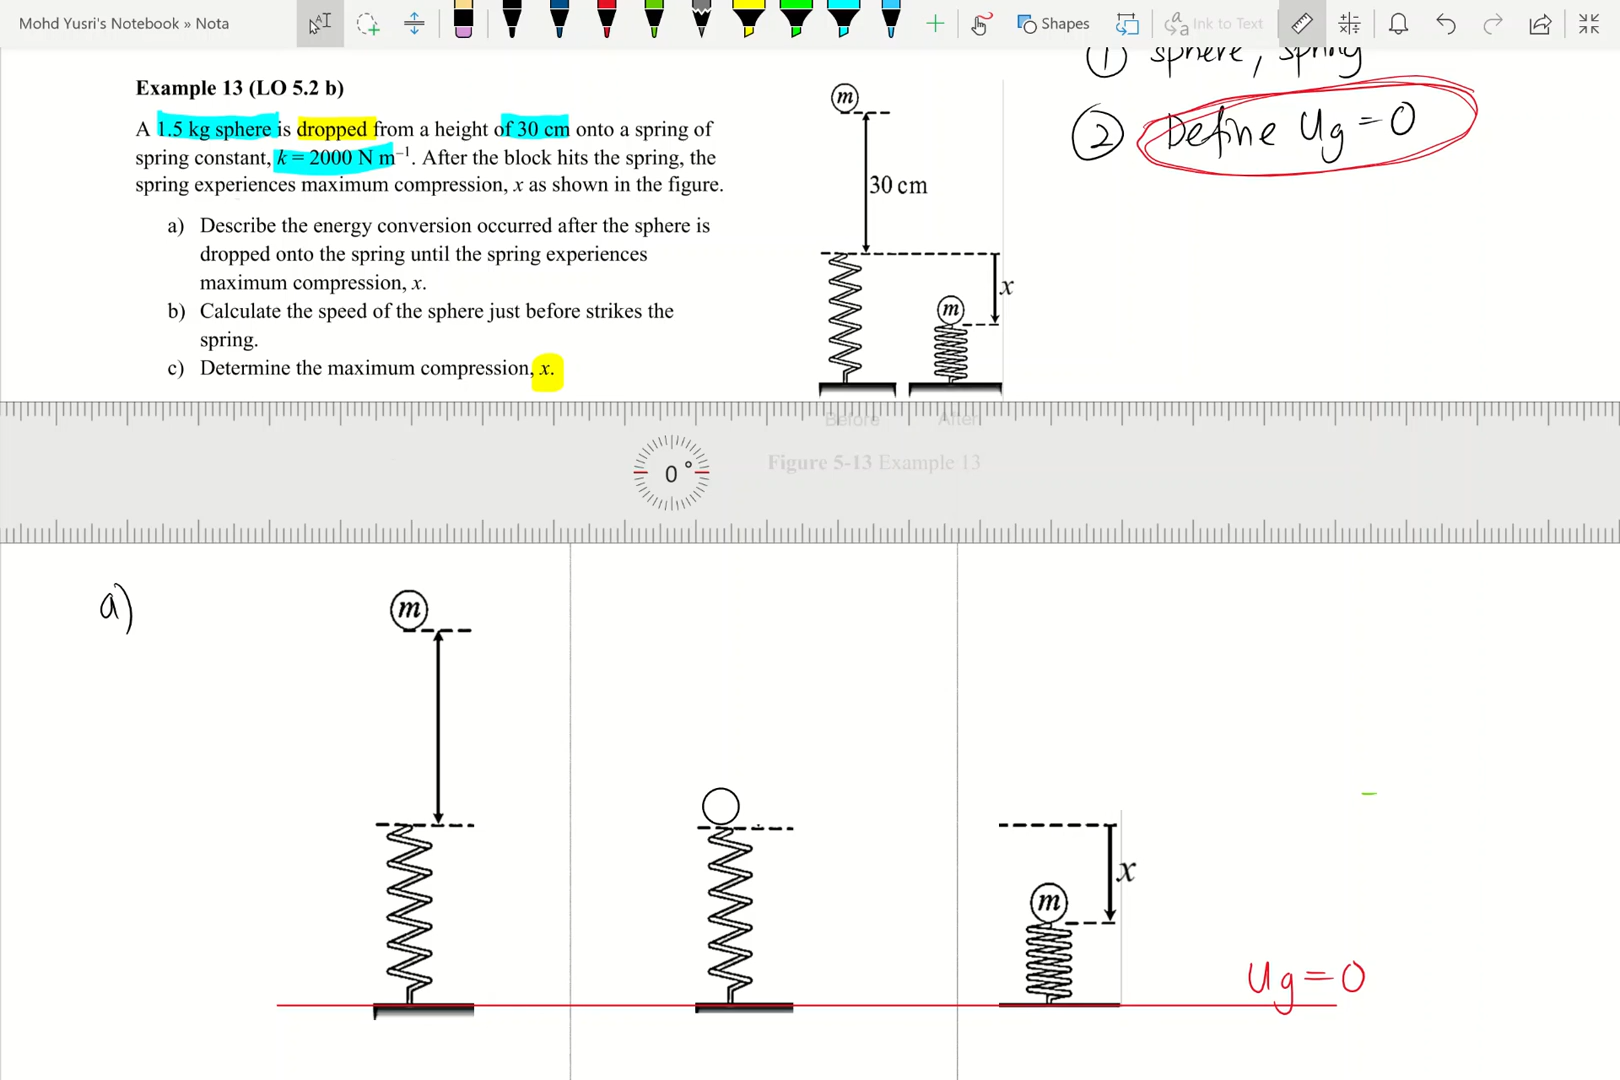 Mohd Yusri's Notebook » Nota
Shapes
Ink to Text
① sphere, spring
Example 13 (LO 5.2 b)
A 1.5 kg sphere is dropped from a height of 30 cm onto a spring of
spring constant, k = 2000 N m⁻¹. After the block hits the spring, the
spring experiences maximum compression, x as shown in the figure.
a) Describe the energy conversion occurred after the sphere is
dropped onto the spring until the spring experiences
maximum compression, x.
b) Calculate the speed of the sphere just before strikes the
spring.
c) Determine the maximum compression, x.
m
30 cm
m
x
② Define Ug = 0
Before
After
Figure 5-13 Example 13
0°
a)
m
m
x
Ug = 0